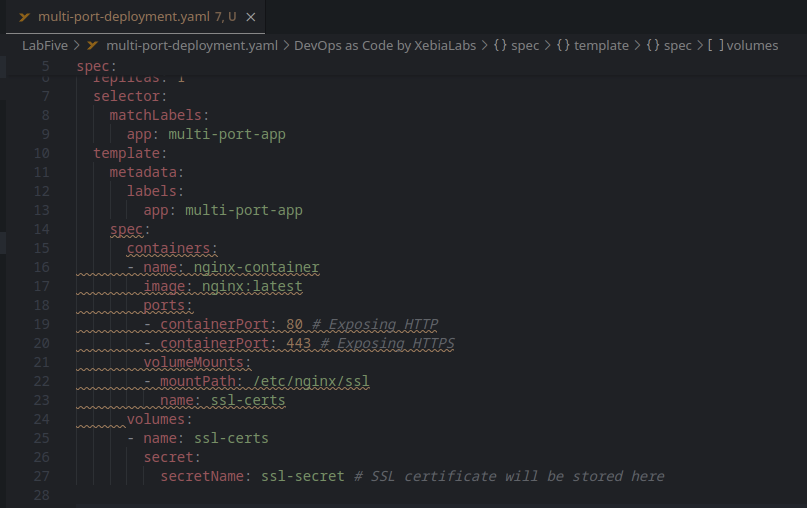 multi-port-deployment.yaml 7, U ×
LabFive > multi-port-deployment.yaml > DevOps as Code by XebiaLabs > {} spec > {} template > {} spec > [ ] volumes
5 spec:
6 replicas: 1
7 selector:
8 matchLabels:
9 app: multi-port-app
10 template:
11 metadata:
12 labels:
13 app: multi-port-app
14 spec:
15 containers:
16 - name: nginx-container
17 image: nginx:latest
18 ports:
19 - containerPort: 80 # Exposing HTTP
20 - containerPort: 443 # Exposing HTTPS
21 volumeMounts:
22 - mountPath: /etc/nginx/ssl
23 name: ssl-certs
24 volumes:
25 - name: ssl-certs
26 secret:
27 secretName: ssl-secret # SSL certificate will be stored here
28